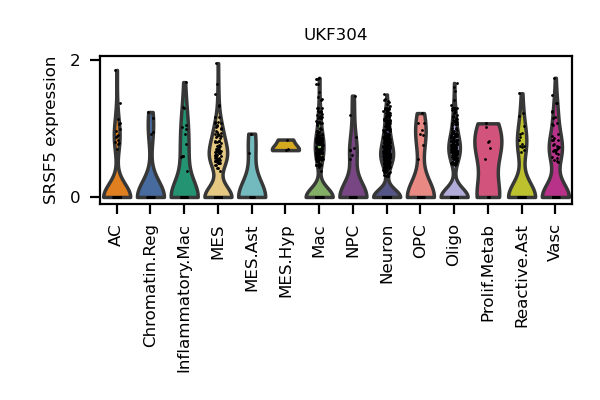 UKF304
SRSF5 expression
2
0
AC
Chromatin.Reg
Inflammatory.Mac
MES
MES.Ast
MES.Hyp
Mac
NPC
Neuron
OPC
Oligo
Prolif.Metab
Reactive.Ast
Vasc